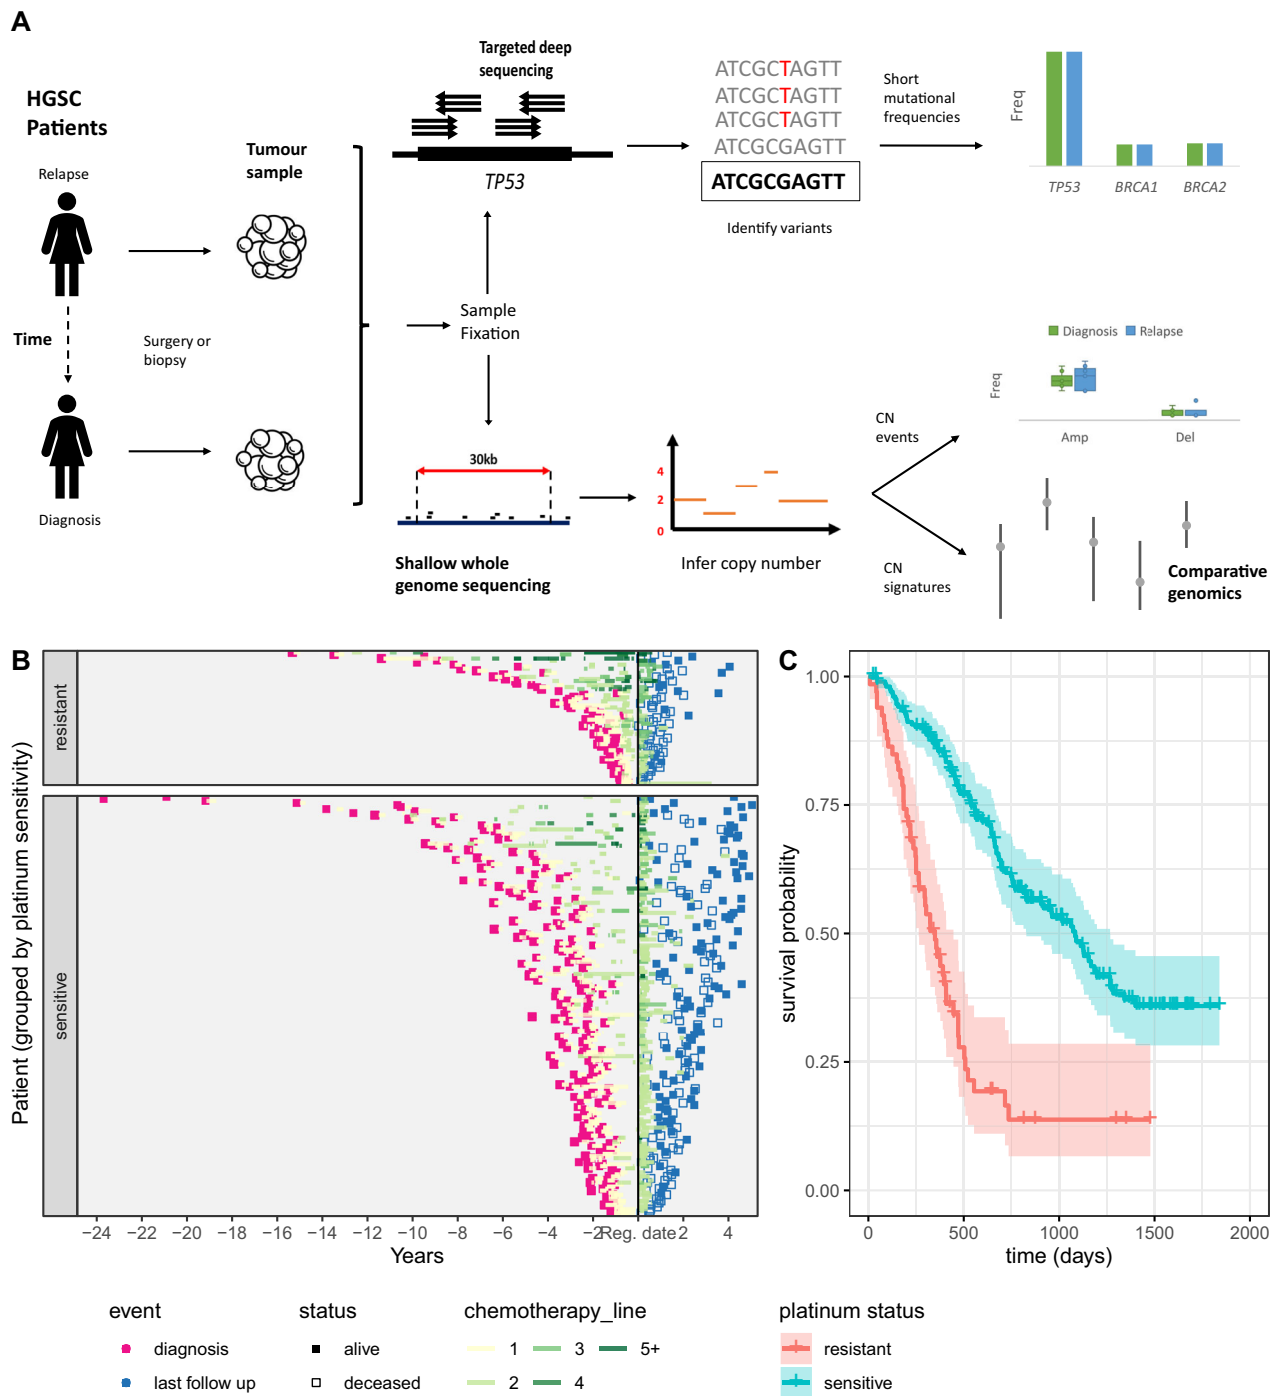 A
HGSC
Patients
Relapse
Time
Diagnosis
Surgery or
biopsy
Tumour
sample
Targeted deep
sequencing
TP53
Sample
Fixation
30kb
Shallow whole
genome sequencing
ATCGCTAGTT
ATCGCTAGTT
ATCGCTAGTT
ATCGCGAGTT
ATCGCGAGTT
Identify variants
Short
mutational
frequencies
Freq
TP53 BRCA1 BRCA2
4
2
0
Infer copy number
CN
events
CN
signatures
Diagnosis Relapse
Freq
Amp Del
Comparative
genomics
B
Patient (grouped by platinum sensitivity)
resistant
sensitive
−24 −22 −20 −18 −16 −14 −12 −10 −8 −6 −4 −2 Reg. date 2 4
Years
C
survival probability
1.00
0.75
0.50
0.25
0.00
0 500 1000 1500 2000
time (days)
event
diagnosis
last follow up
status
alive
deceased
chemotherapy_line
1 3 5+
2 4
platinum status
resistant
sensitive